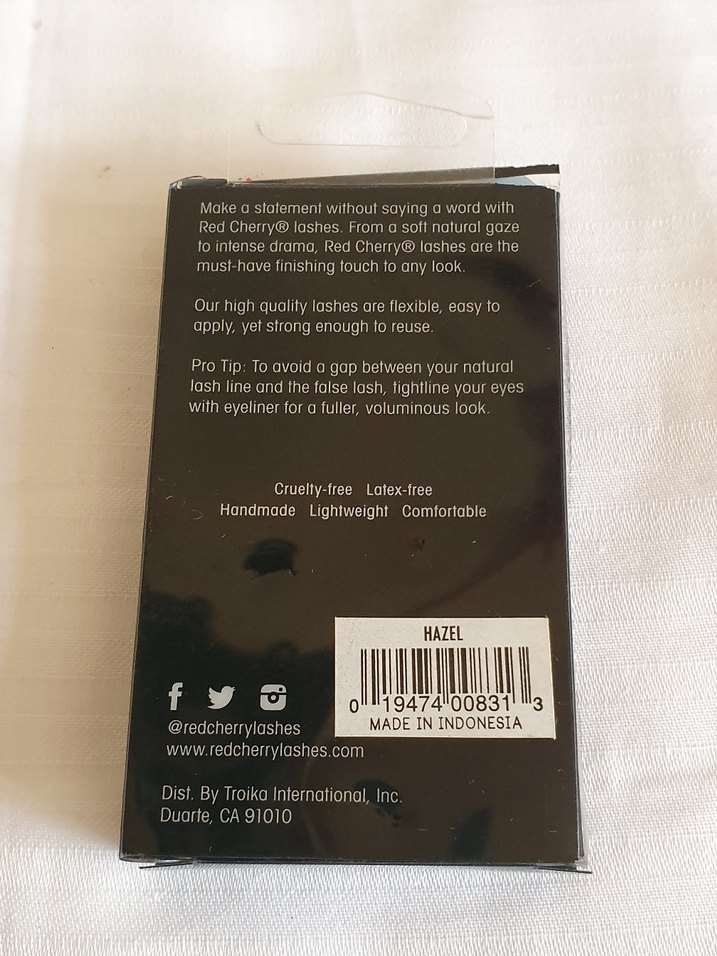 Make a statement without saying a word with
Red Cherry® lashes. From a soft natural gaze
to intense drama, Red Cherry® lashes are the
must-have finishing touch to any look.
Our high quality lashes are flexible, easy to
apply, yet strong enough to reuse.
Pro Tip: To avoid a gap between your natural
lash line and the false lash, tightline your eyes
with eyeliner for a fuller, voluminous look.
Cruelty-free Latex-free
Handmade Lightweight Comfortable
HAZEL
0 19474 00831 3
MADE IN INDONESIA
@redcherrylashes
www.redcherrylashes.com
Dist. By Troika International, Inc.
Duarte, CA 91010